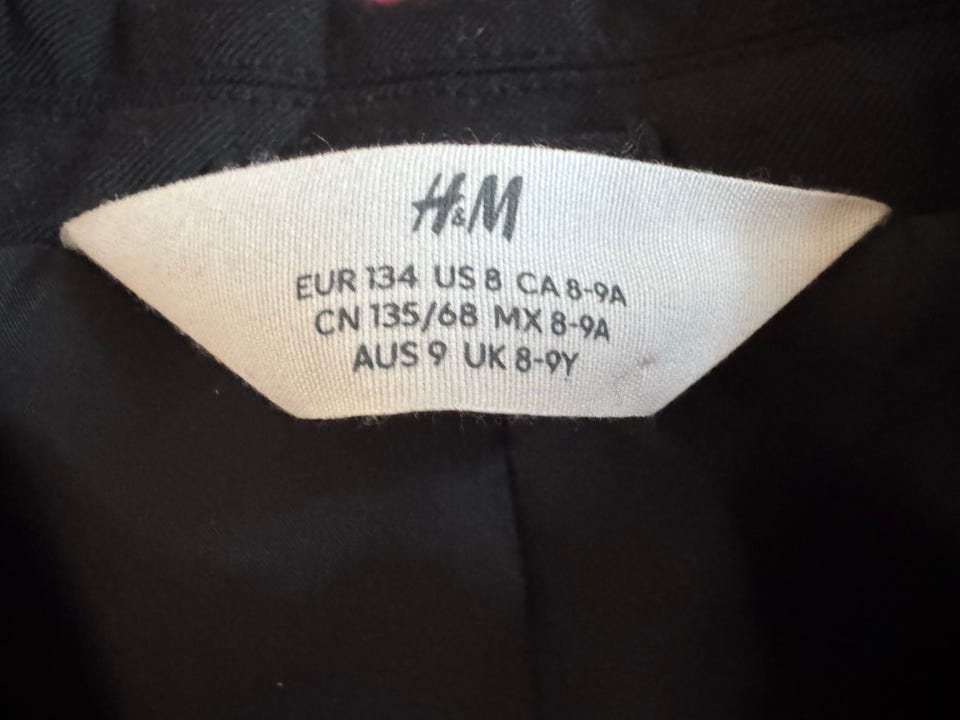 H&M
EUR 134 US 8 CA 8-9A
CN 135/68 MX 8-9A
AUS 9 UK 8-9Y